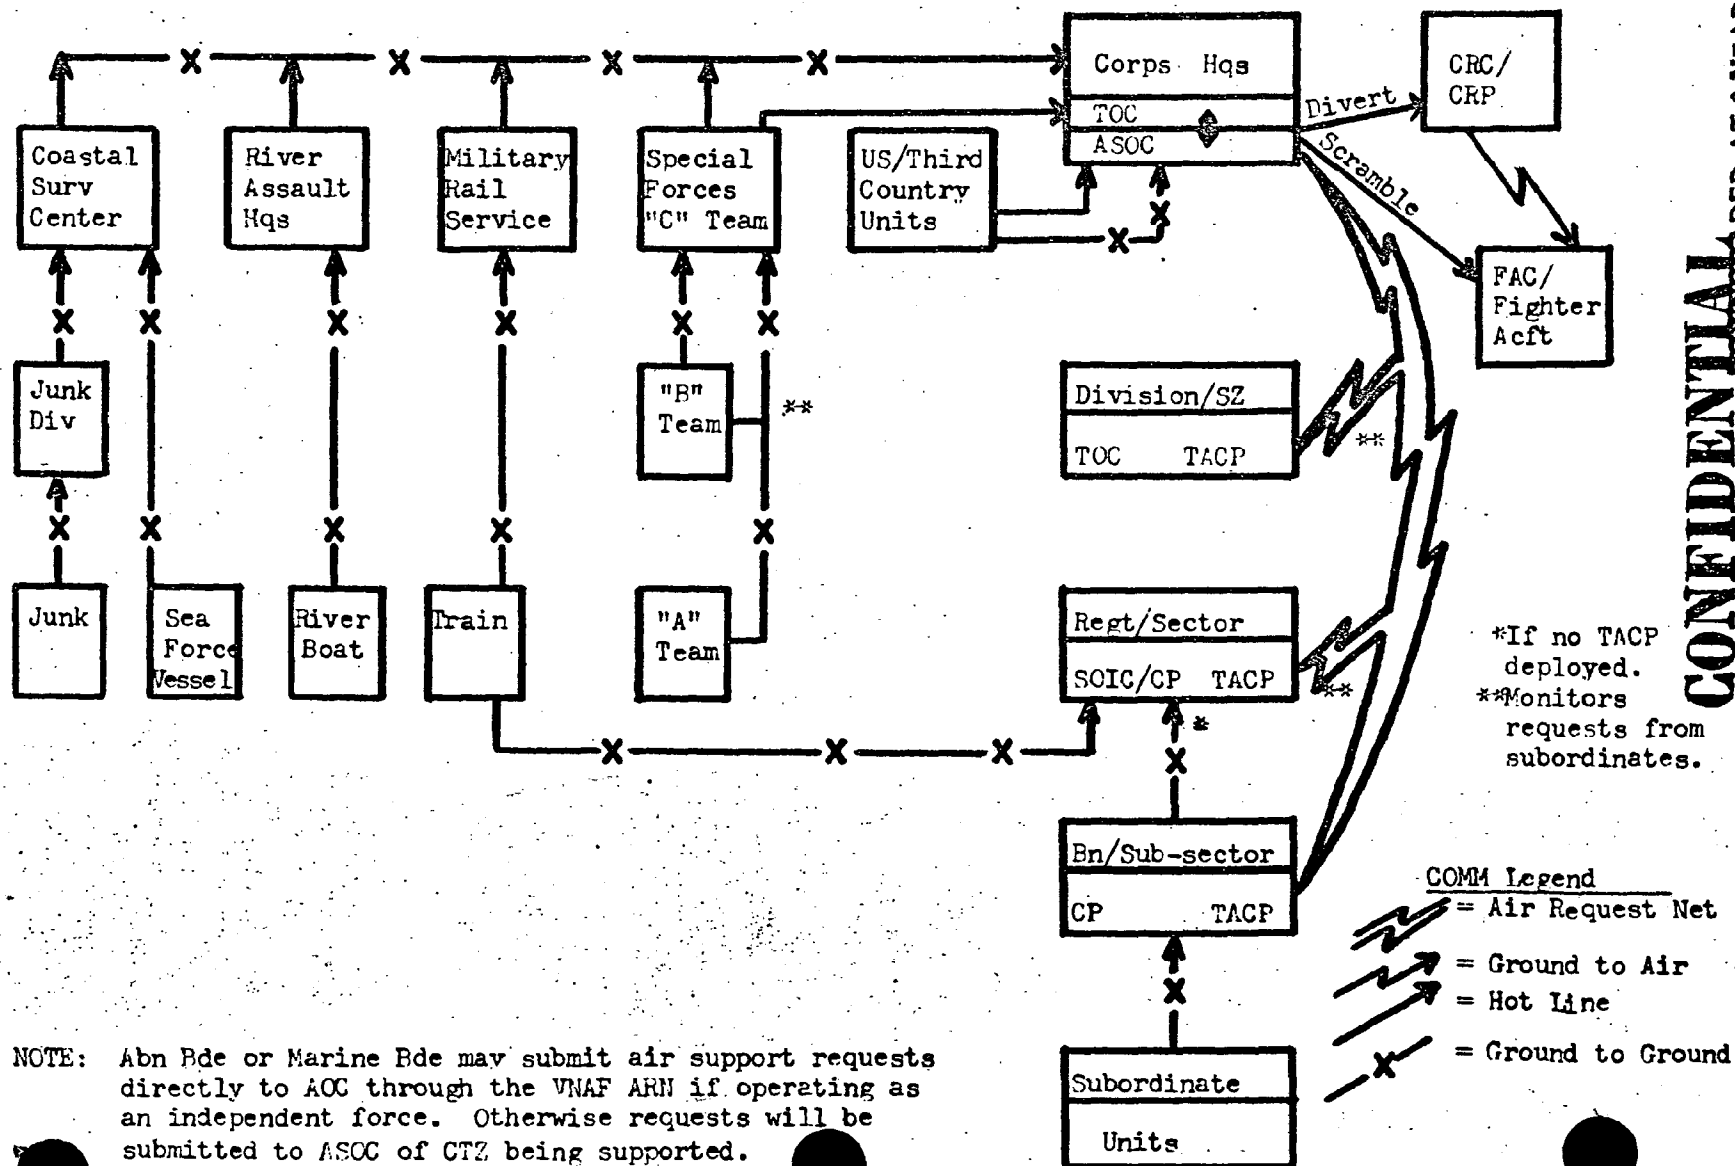 Corps Hqs
TOC
ASOC
CRC/
CRP
Divert
Scramble
FAC/
Fighter
Acft
Coastal
Surv
Center
River
Assault
Hqs
Military
Rail
Service
Special
Forces
"C" Team
US/Third
Country
Units
X X X X
X X
X X X X X
Junk
Div
"B"
Team
**
Division/SZ
TOC TACP
**
X X X X X
Junk
Sea
Force
Vessel
River
Boat
Train
"A"
Team
Regt/Sector
SOIC/CP TACP
**
*If no TACP
deployed.
**Monitors
requests from
subordinates.
*
X X X X
Bn/Sub-sector
CP TACP
X
Subordinate
Units
COMM Legend
= Air Request Net
= Ground to Air
= Hot Line
X = Ground to Ground
NOTE: Abn Bde or Marine Bde may submit air support requests
directly to AOC through the VNAF ARN if operating as
an independent force. Otherwise requests will be
submitted to ASOC of CTZ being supported.
CONFIDENTIAL